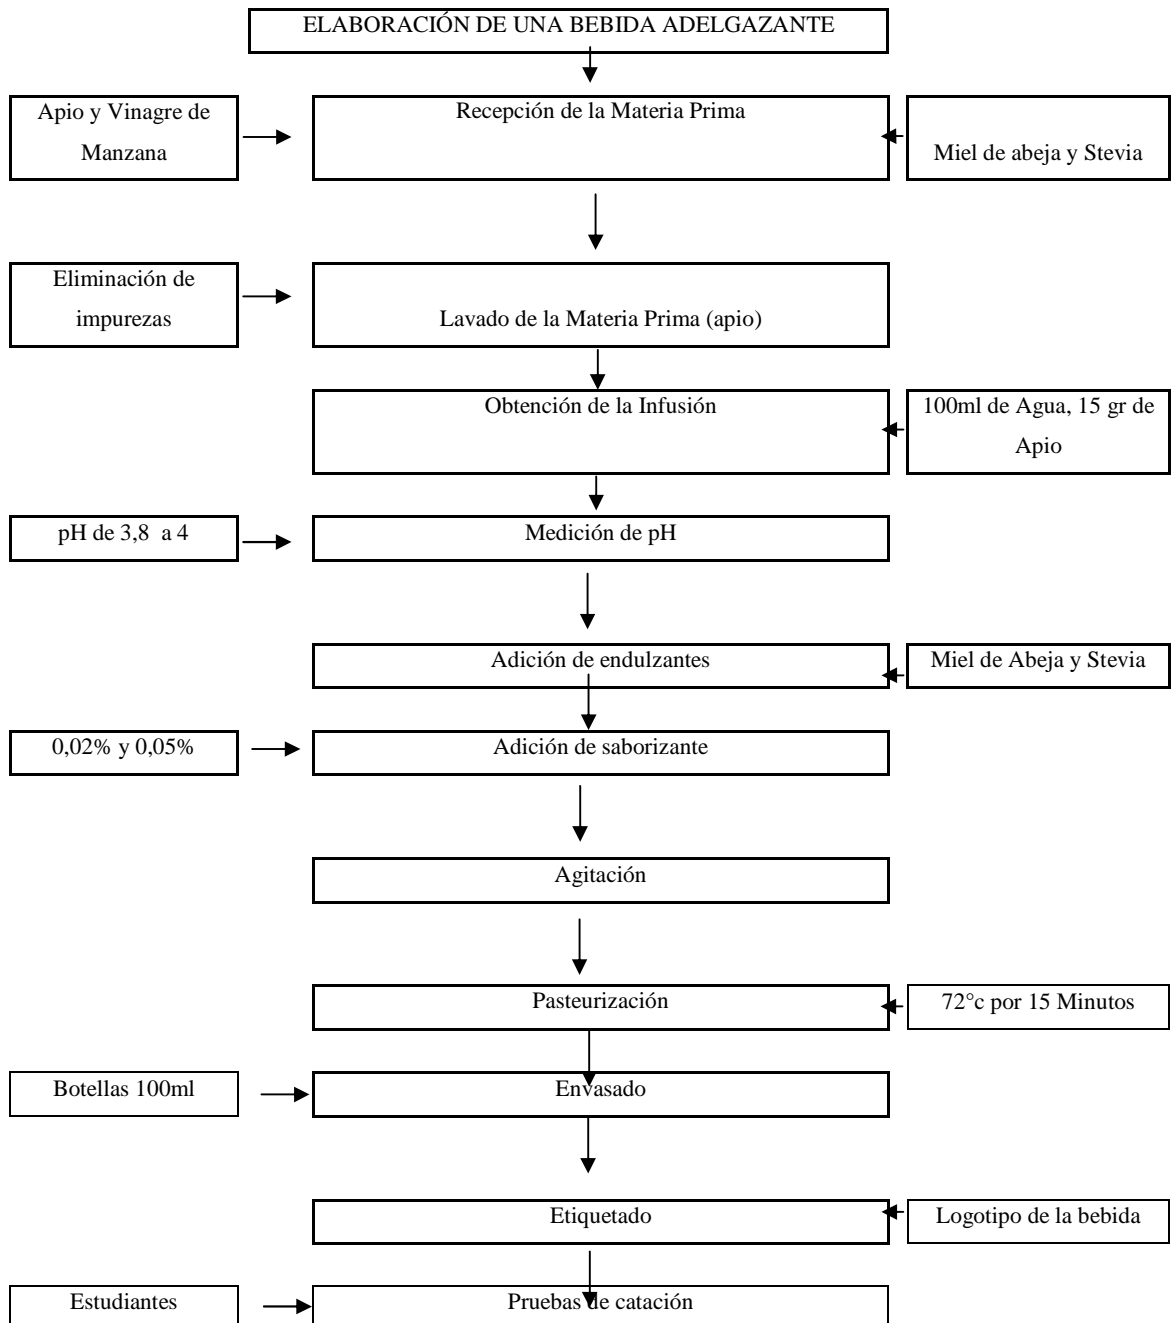 ELABORACIÓN DE UNA BEBIDA ADELGAZANTE
Apio y Vinagre de
Manzana
Recepción de la Materia Prima
Miel de abeja y Stevia
Eliminación de
impurezas
Lavado de la Materia Prima (apio)
Obtención de la Infusión
100ml de Agua, 15 gr de
Apio
pH de 3,8 a 4
Medición de pH
Adición de endulzantes
Miel de Abeja y Stevia
0,02% y 0,05%
Adición de saborizante
Agitación
Pasteurización
72°c por 15 Minutos
Botellas 100ml
Envasado
Etiquetado
Logotipo de la bebida
Estudiantes
Pruebas de catación